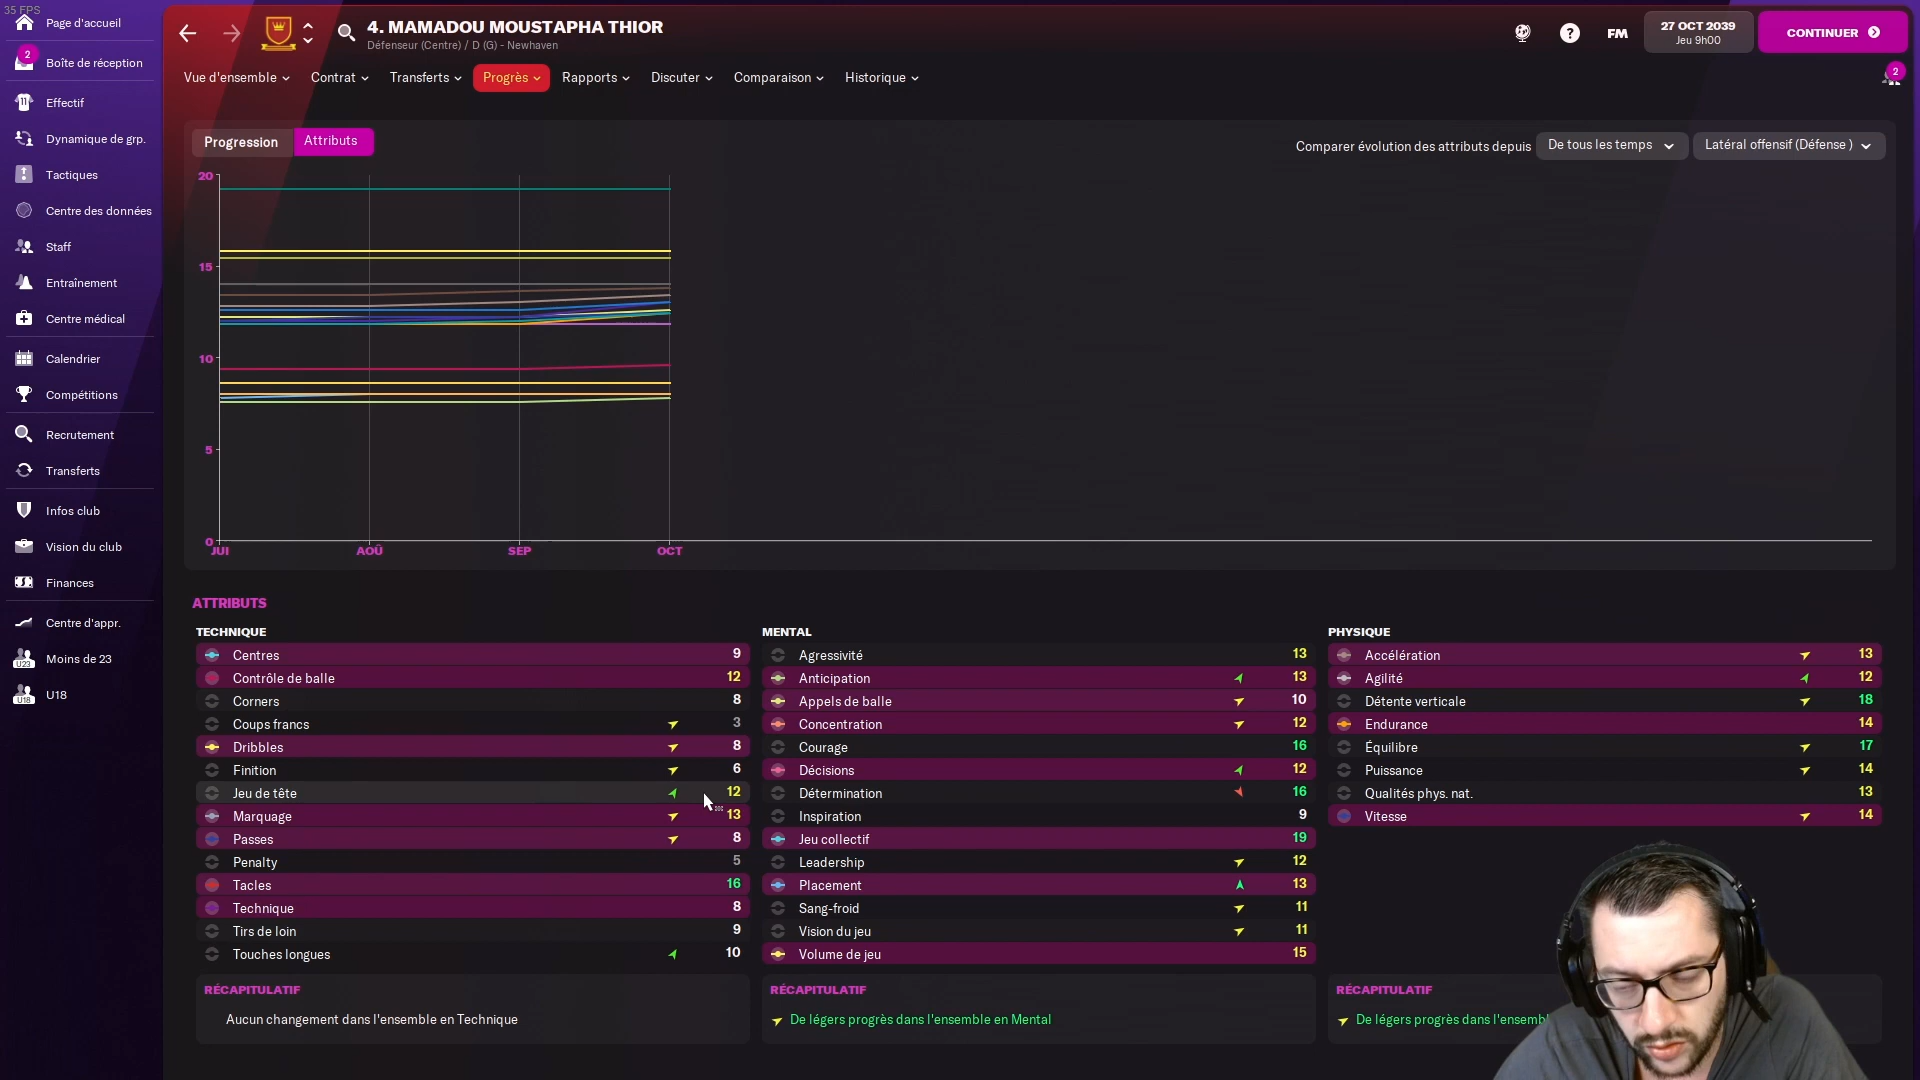 35 FPS
Page d'accueil
2
Boîte de réception
Effectif
Dynamique de grp.
Tactiques
Centre des données
Staff
Entraînement
Centre médical
Calendrier
Compétitions
Recrutement
Transferts
Infos club
Vision du club
Finances
Centre d'appr.
U23 Moins de 23
U18 U18
4. MAMADOU MOUSTAPHA THIOR
Défenseur (Centre) / D (G) - Newhaven
FM
27 OCT 2039
Jeu 9h00
CONTINUER
Vue d'ensemble Contrat Transferts Progrès Rapports Discuter Comparaison Historique
2
Progression Attributs
Comparer évolution des attributs depuis De tous les temps Latéral offensif (Défense )
20
15
10
5
0
JUI AOÛ SEP OCT
ATTRIBUTS
TECHNIQUE
Centres 9
Contrôle de balle 12
Corners 8
Coups francs 3
Dribbles 8
Finition 6
Jeu de tête 12
Marquage 13
Passes 8
Penalty 5
Tacles 16
Technique 8
Tirs de loin 9
Touches longues 10
RÉCAPITULATIF
Aucun changement dans l'ensemble en Technique
MENTAL
Agressivité 13
Anticipation 13
Appels de balle 10
Concentration 12
Courage 16
Décisions 12
Détermination 16
Inspiration 9
Jeu collectif 19
Leadership 12
Placement 13
Sang-froid 11
Vision du jeu 11
Volume de jeu 15
RÉCAPITULATIF
De légers progrès dans l'ensemble en Mental
PHYSIQUE
Accélération 13
Agilité 12
Détente verticale 18
Endurance 14
Équilibre 17
Puissance 14
Qualités phys. nat. 13
Vitesse 14
RÉCAPITULATIF
De légers progrès dans l'ensembl